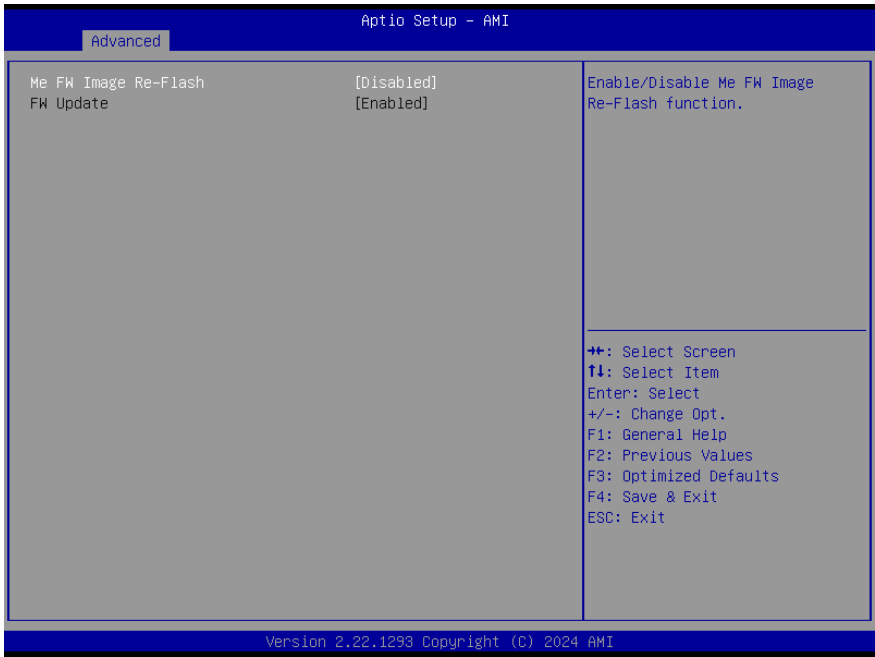 Aptio Setup – AMI
Advanced
Me FW Image Re-Flash [Disabled]
FW Update [Enabled]
Enable/Disable Me FW Image
Re-Flash function.
→←: Select Screen
↑↓: Select Item
Enter: Select
+/-: Change Opt.
F1: General Help
F2: Previous Values
F3: Optimized Defaults
F4: Save & Exit
ESC: Exit
Version 2.22.1293 Copyright (C) 2024 AMI